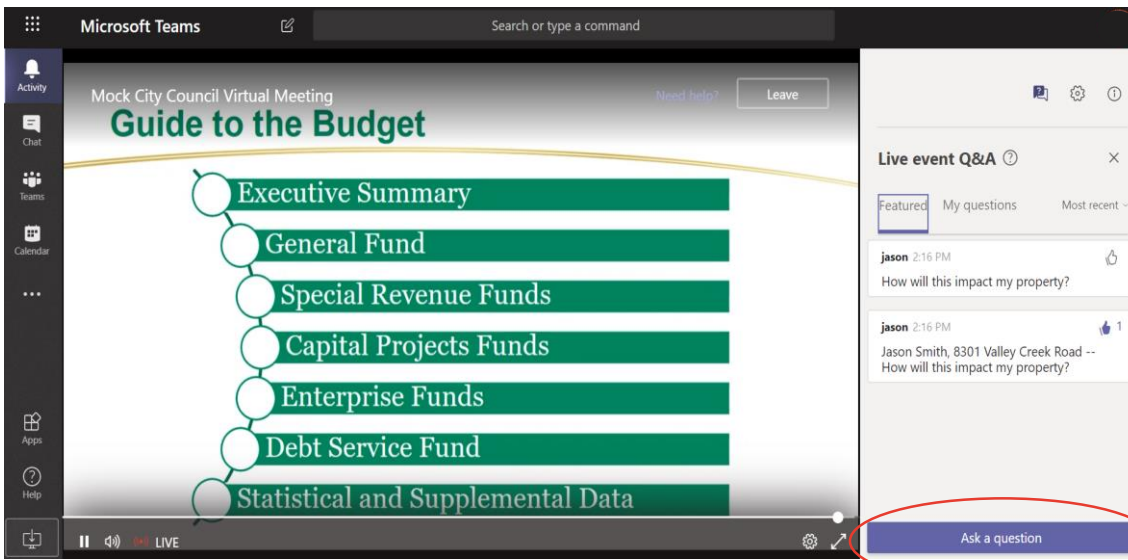 Microsoft Teams
Search or type a command
Activity
Chat
Teams
Calendar
Apps
Help
Mock City Council Virtual Meeting
Need help?
Leave
Guide to the Budget
Executive Summary
General Fund
Special Revenue Funds
Capital Projects Funds
Enterprise Funds
Debt Service Fund
Statistical and Supplemental Data
LIVE
Live event Q&A
Featured
My questions
Most recent
jason 2:16 PM
How will this impact my property?
jason 2:16 PM
1
Jason Smith, 8301 Valley Creek Road --
How will this impact my property?
Ask a question